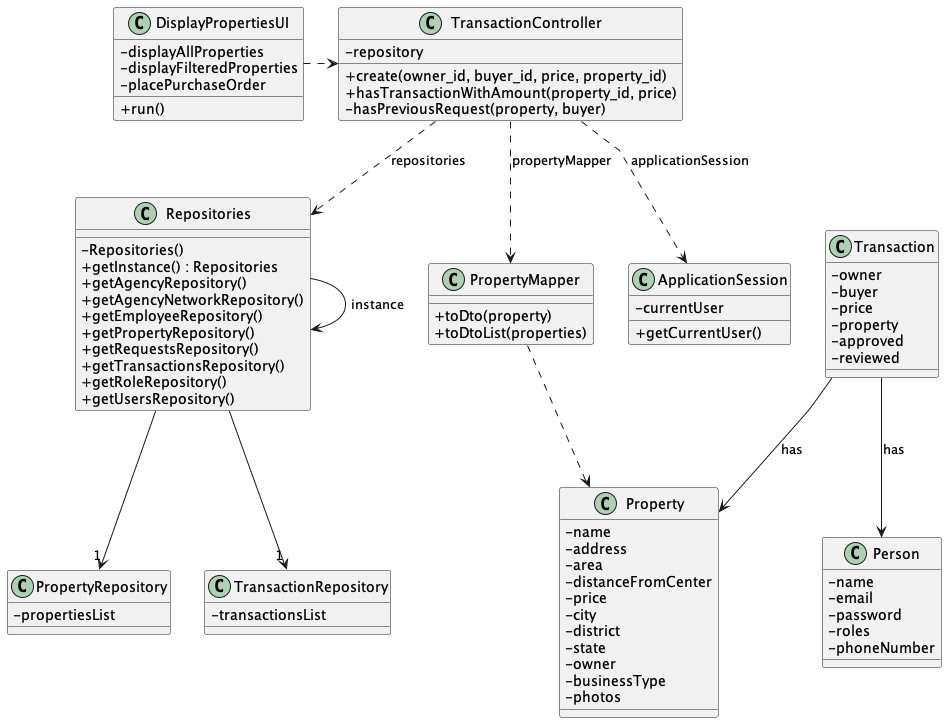 C DisplayPropertiesUI
-displayAllProperties
-displayFilteredProperties
-placePurchaseOrder
+run()
C TransactionController
-repository
+create(owner_id, buyer_id, price, property_id)
+hasTransactionWithAmount(property_id, price)
-hasPreviousRequest(property, buyer)
repositories
propertyMapper
applicationSession
C Repositories
-Repositories()
+getInstance() : Repositories
+getAgencyRepository()
+getAgencyNetworkRepository()
+getEmployeeRepository()
+getPropertyRepository()
+getRequestsRepository()
+getTransactionsRepository()
+getRoleRepository()
+getUsersRepository()
instance
C PropertyMapper
+toDto(property)
+toDtoList(properties)
C ApplicationSession
-currentUser
+getCurrentUser()
C Transaction
-owner
-buyer
-price
-property
-approved
-reviewed
has
has
1
1
C PropertyRepository
-propertiesList
C TransactionRepository
-transactionsList
C Property
-name
-address
-area
-distanceFromCenter
-price
-city
-district
-state
-owner
-businessType
-photos
C Person
-name
-email
-password
-roles
-phoneNumber